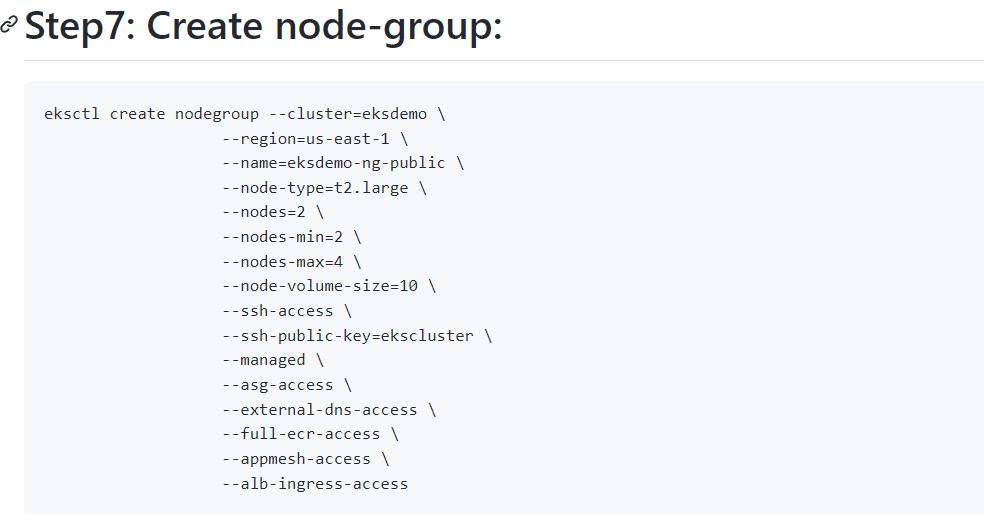 Step7: Create node-group:
eksctl create nodegroup --cluster=eksdemo \
--region=us-east-1 \
--name=eksdemo-ng-public \
--node-type=t2.large \
--nodes=2 \
--nodes-min=2 \
--nodes-max=4 \
--node-volume-size=10 \
--ssh-access \
--ssh-public-key=ekscluster \
--managed \
--asg-access \
--external-dns-access \
--full-ecr-access \
--appmesh-access \
--alb-ingress-access